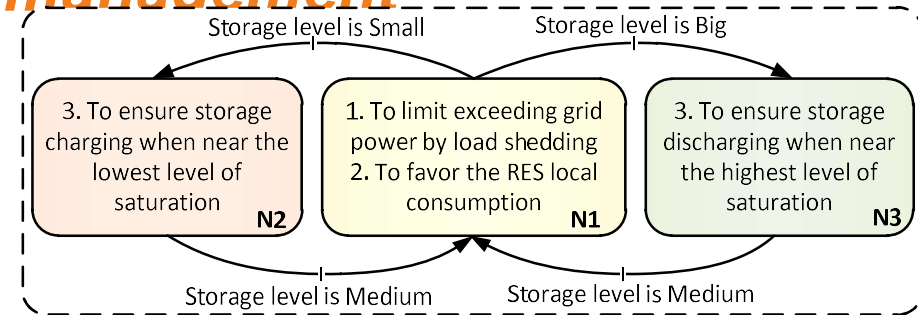 management
Storage level is Small
Storage level is Big
3. To ensure storage
charging when near the
lowest level of
saturation
N2
1. To limit exceeding grid
power by load shedding
2. To favor the RES local
consumption
N1
3. To ensure storage
discharging when near
the highest level of
saturation
N3
Storage level is Medium
Storage level is Medium